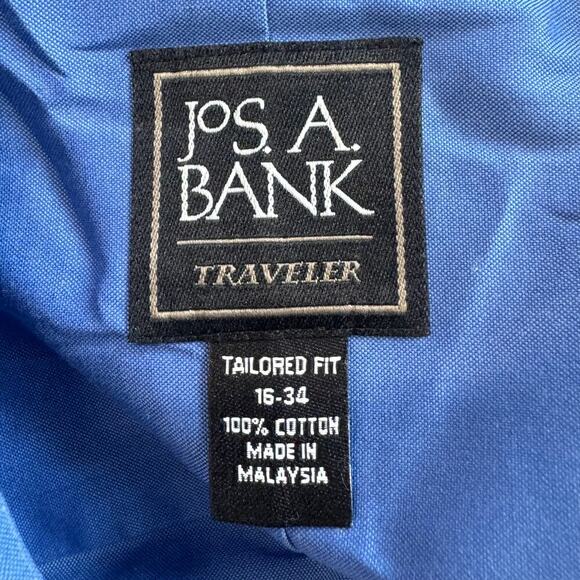 JOS. A.
BANK
TRAVELER
TAILORED FIT
16-34
100% COTTON
MADE IN
MALAYSIA